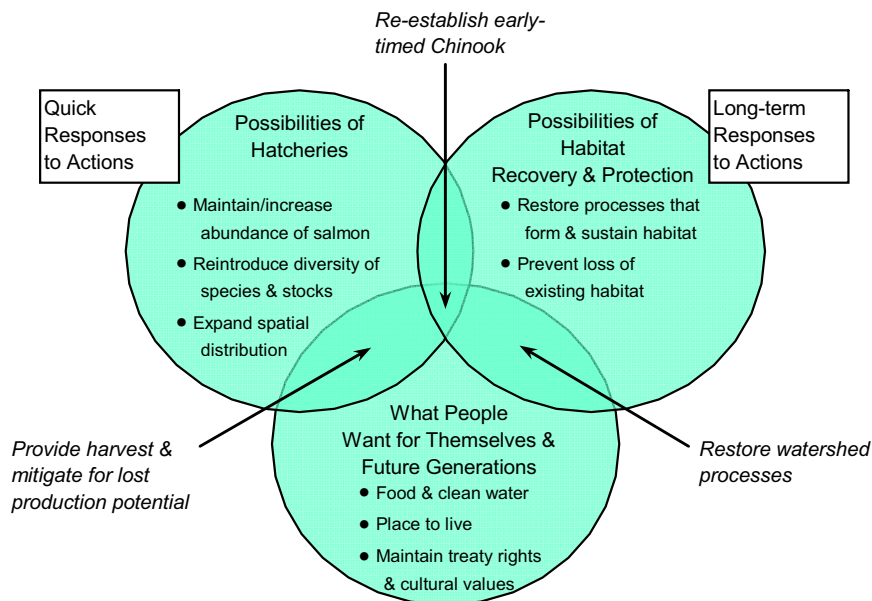 Re-establish early-
timed Chinook
Quick
Responses
to Actions
Possibilities of
Hatcheries
● Maintain/increase
abundance of salmon
● Reintroduce diversity of
species & stocks
● Expand spatial
distribution
Possibilities of
Habitat
Recovery & Protection
● Restore processes that
form & sustain habitat
● Prevent loss of
existing habitat
Long-term
Responses
to Actions
Provide harvest &
mitigate for lost
production potential
What People
Want for Themselves &
Future Generations
● Food & clean water
● Place to live
● Maintain treaty rights
& cultural values
Restore watershed
processes